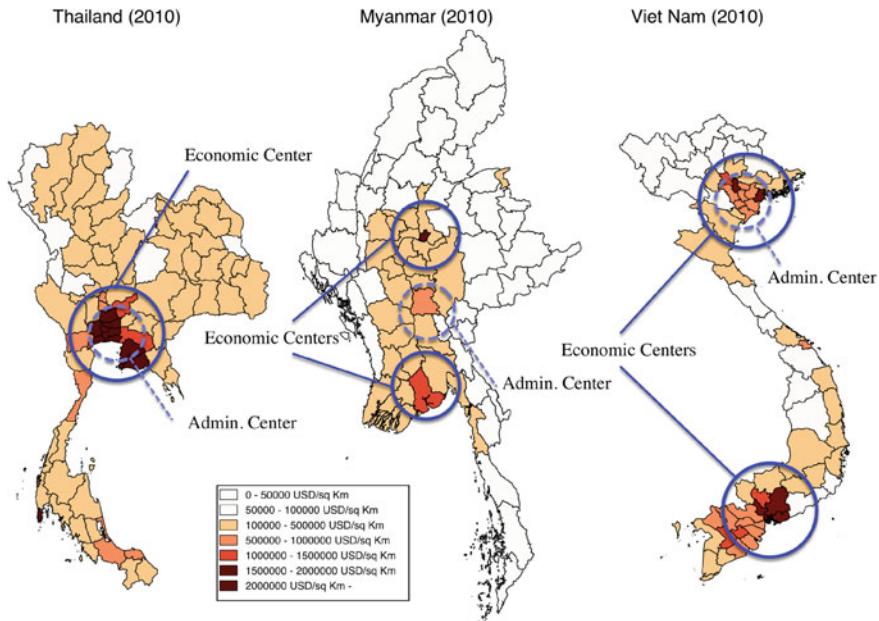 Thailand (2010)
Myanmar (2010)
Viet Nam (2010)
Economic Center
Admin. Center
Economic Centers
Admin. Center
Admin. Center
Economic Centers
0 - 50000 USD/sq Km
50000 - 100000 USD/sq Km
100000 - 500000 USD/sq Km
500000 - 1000000 USD/sq Km
1000000 - 1500000 USD/sq Km
1500000 - 2000000 USD/sq Km
2000000 USD/sq Km -